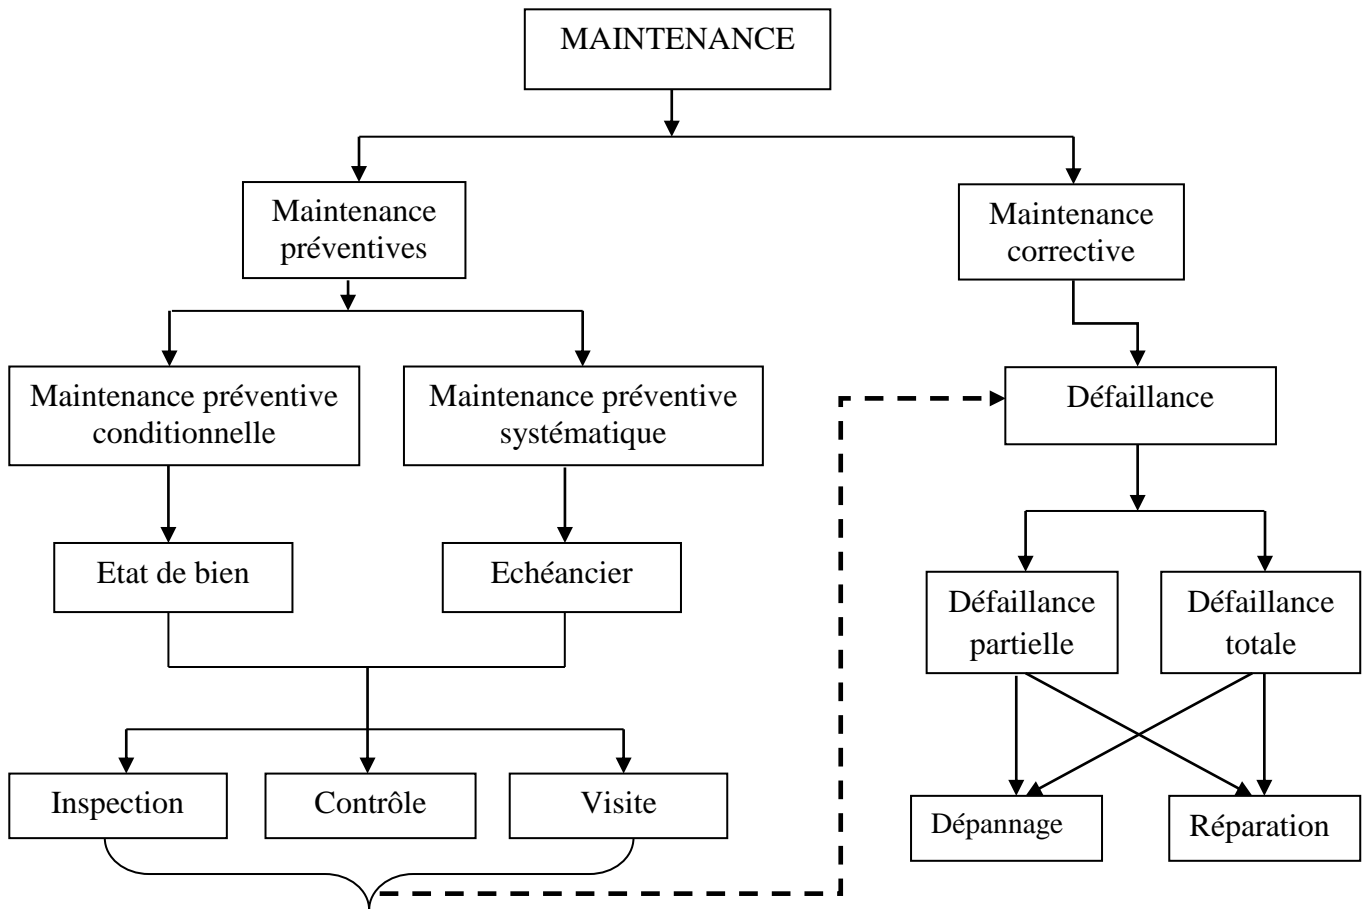 MAINTENANCE
Maintenance
préventives
Maintenance
corrective
Maintenance préventive
conditionnelle
Maintenance préventive
systématique
Défaillance
Etat de bien
Echéancier
Défaillance
partielle
Défaillance
totale
Inspection
Contrôle
Visite
Dépannage
Réparation